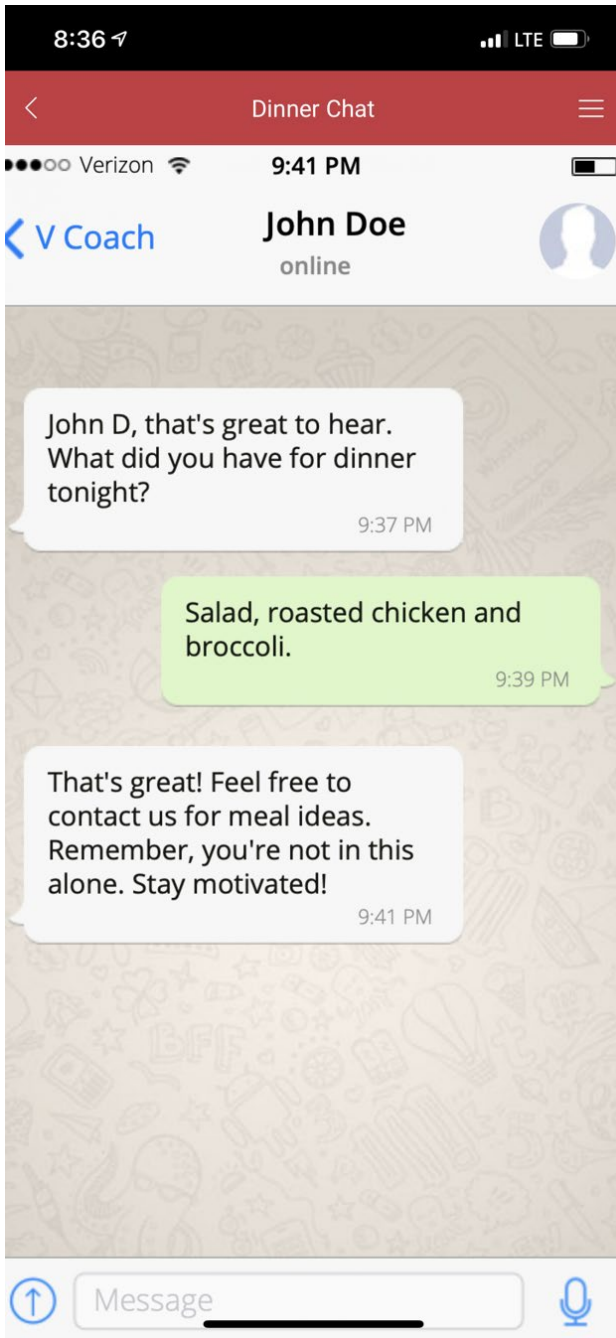 8:36 LTE
Dinner Chat
Verizon 9:41 PM
V Coach John Doe
online
John D, that's great to hear.
What did you have for dinner
tonight?
9:37 PM
Salad, roasted chicken and
broccoli.
9:39 PM
That's great! Feel free to
contact us for meal ideas.
Remember, you're not in this
alone. Stay motivated!
9:41 PM
BFF
Message